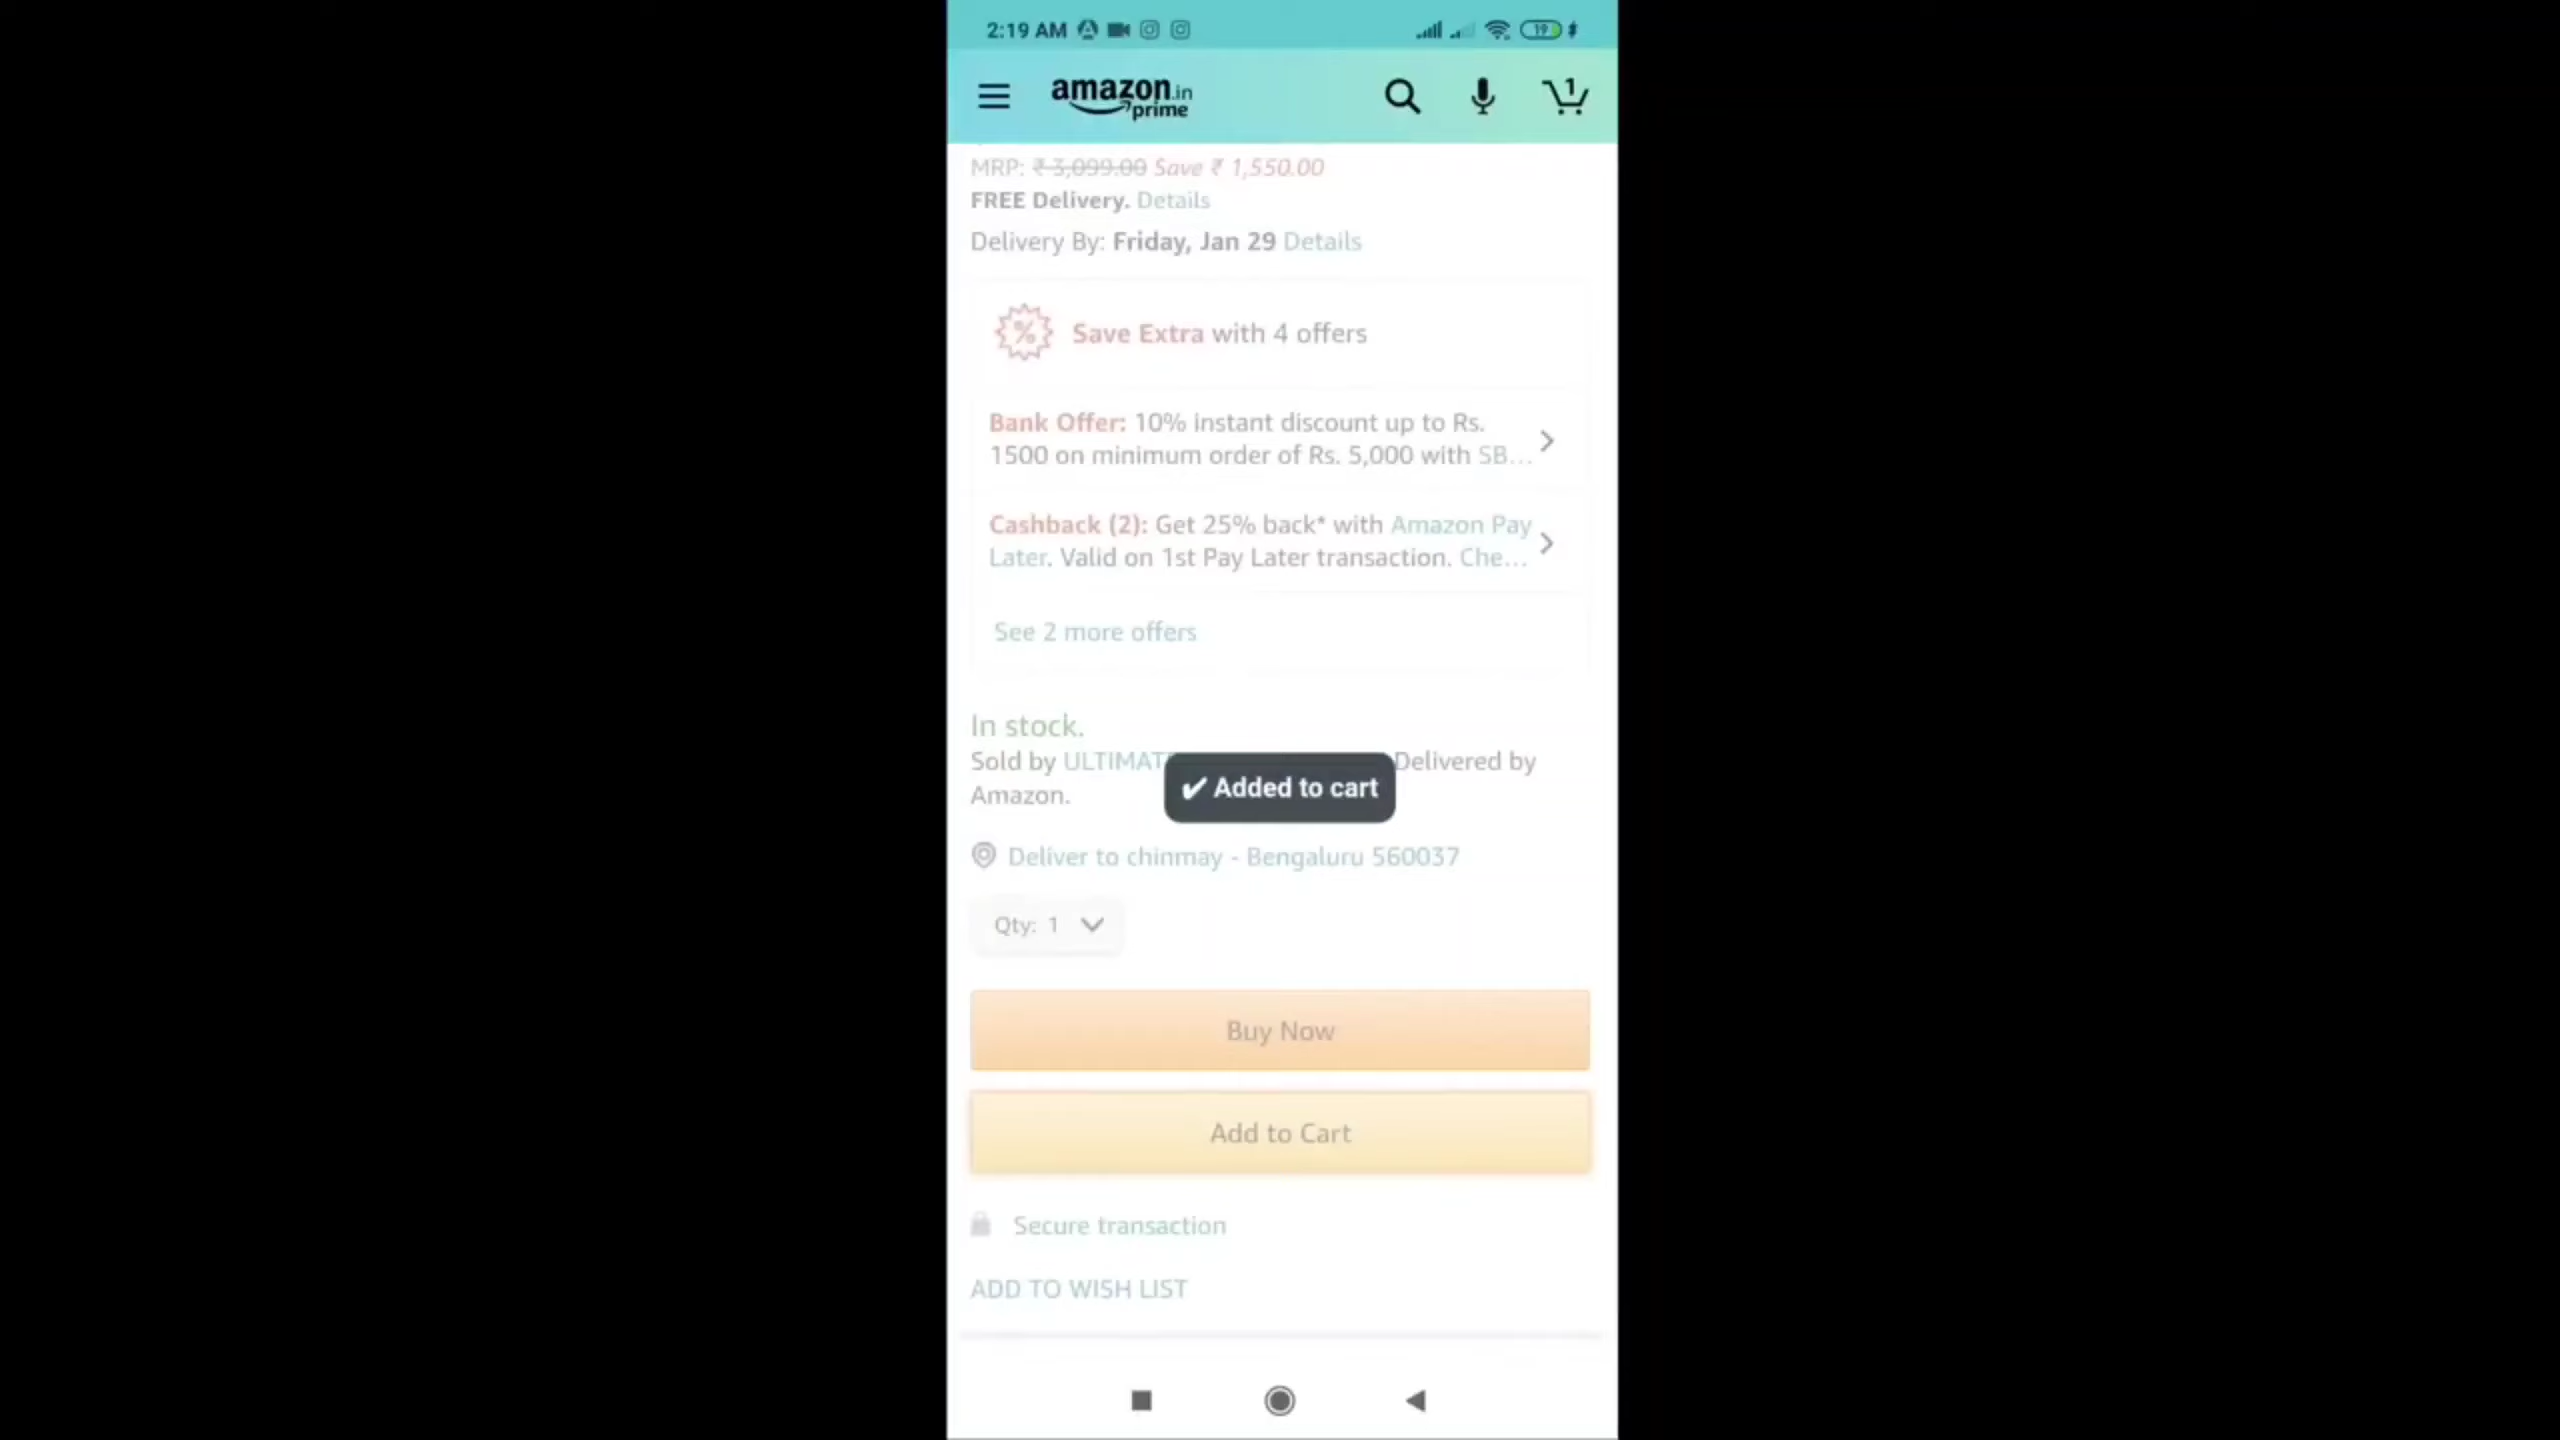 2:19 AM
19
amazon.in
prime
1
MRP: ₹ 3,099.00 Save ₹ 1,550.00
FREE Delivery. Details
Delivery By: Friday, Jan 29 Details
% Save Extra with 4 offers
Bank Offer: 10% instant discount up to Rs.
1500 on minimum order of Rs. 5,000 with SB...
Cashback (2): Get 25% back* with Amazon Pay
Later. Valid on 1st Pay Later transaction. Che...
See 2 more offers
In stock.
Sold by Delivered by
✔ Added to cart
Amazon.
Deliver to chinmay - Bengaluru 560037
Qty: 1
Buy Now
Add to Cart
Secure transaction
ADD TO WISH LIST